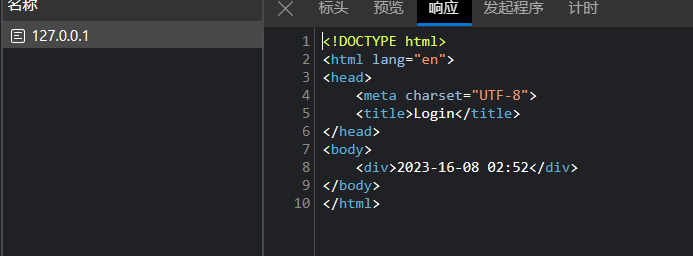 名称
127.0.0.1
标头 预览 响应 发起程序 计时
1 <!DOCTYPE html>
2 <html lang="en">
3 <head>
4     <meta charset="UTF-8">
5     <title>Login</title>
6 </head>
7 <body>
8     <div>2023-16-08 02:52</div>
9 </body>
10 </html>